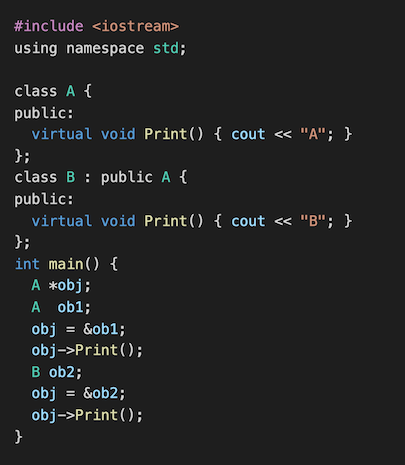 #include <iostream>
using namespace std;

class A {
public:
  virtual void Print() { cout << "A"; }
};
class B : public A {
public:
  virtual void Print() { cout << "B"; }
};
int main() {
  A *obj;
  A  ob1;
  obj = &ob1;
  obj->Print();
  B ob2;
  obj = &ob2;
  obj->Print();
}